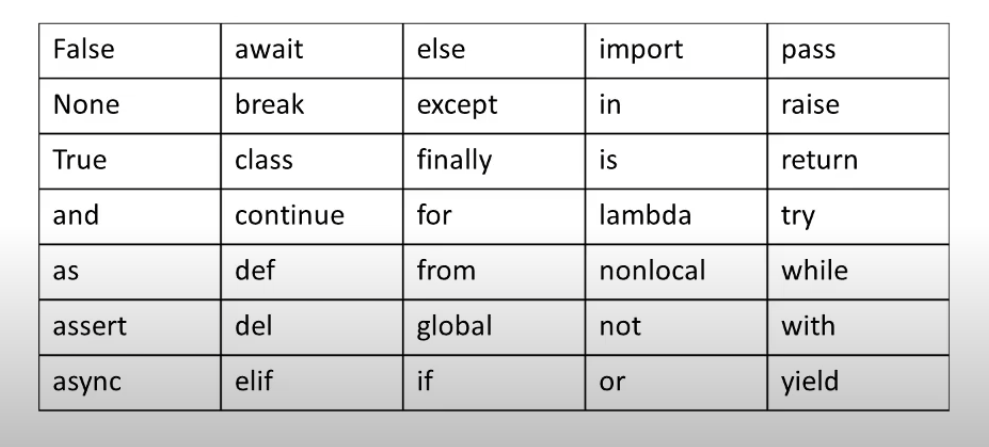 False await else import pass
None break except in raise
True class finally is return
and continue for lambda try
as def from nonlocal while
assert del global not with
async elif if or yield